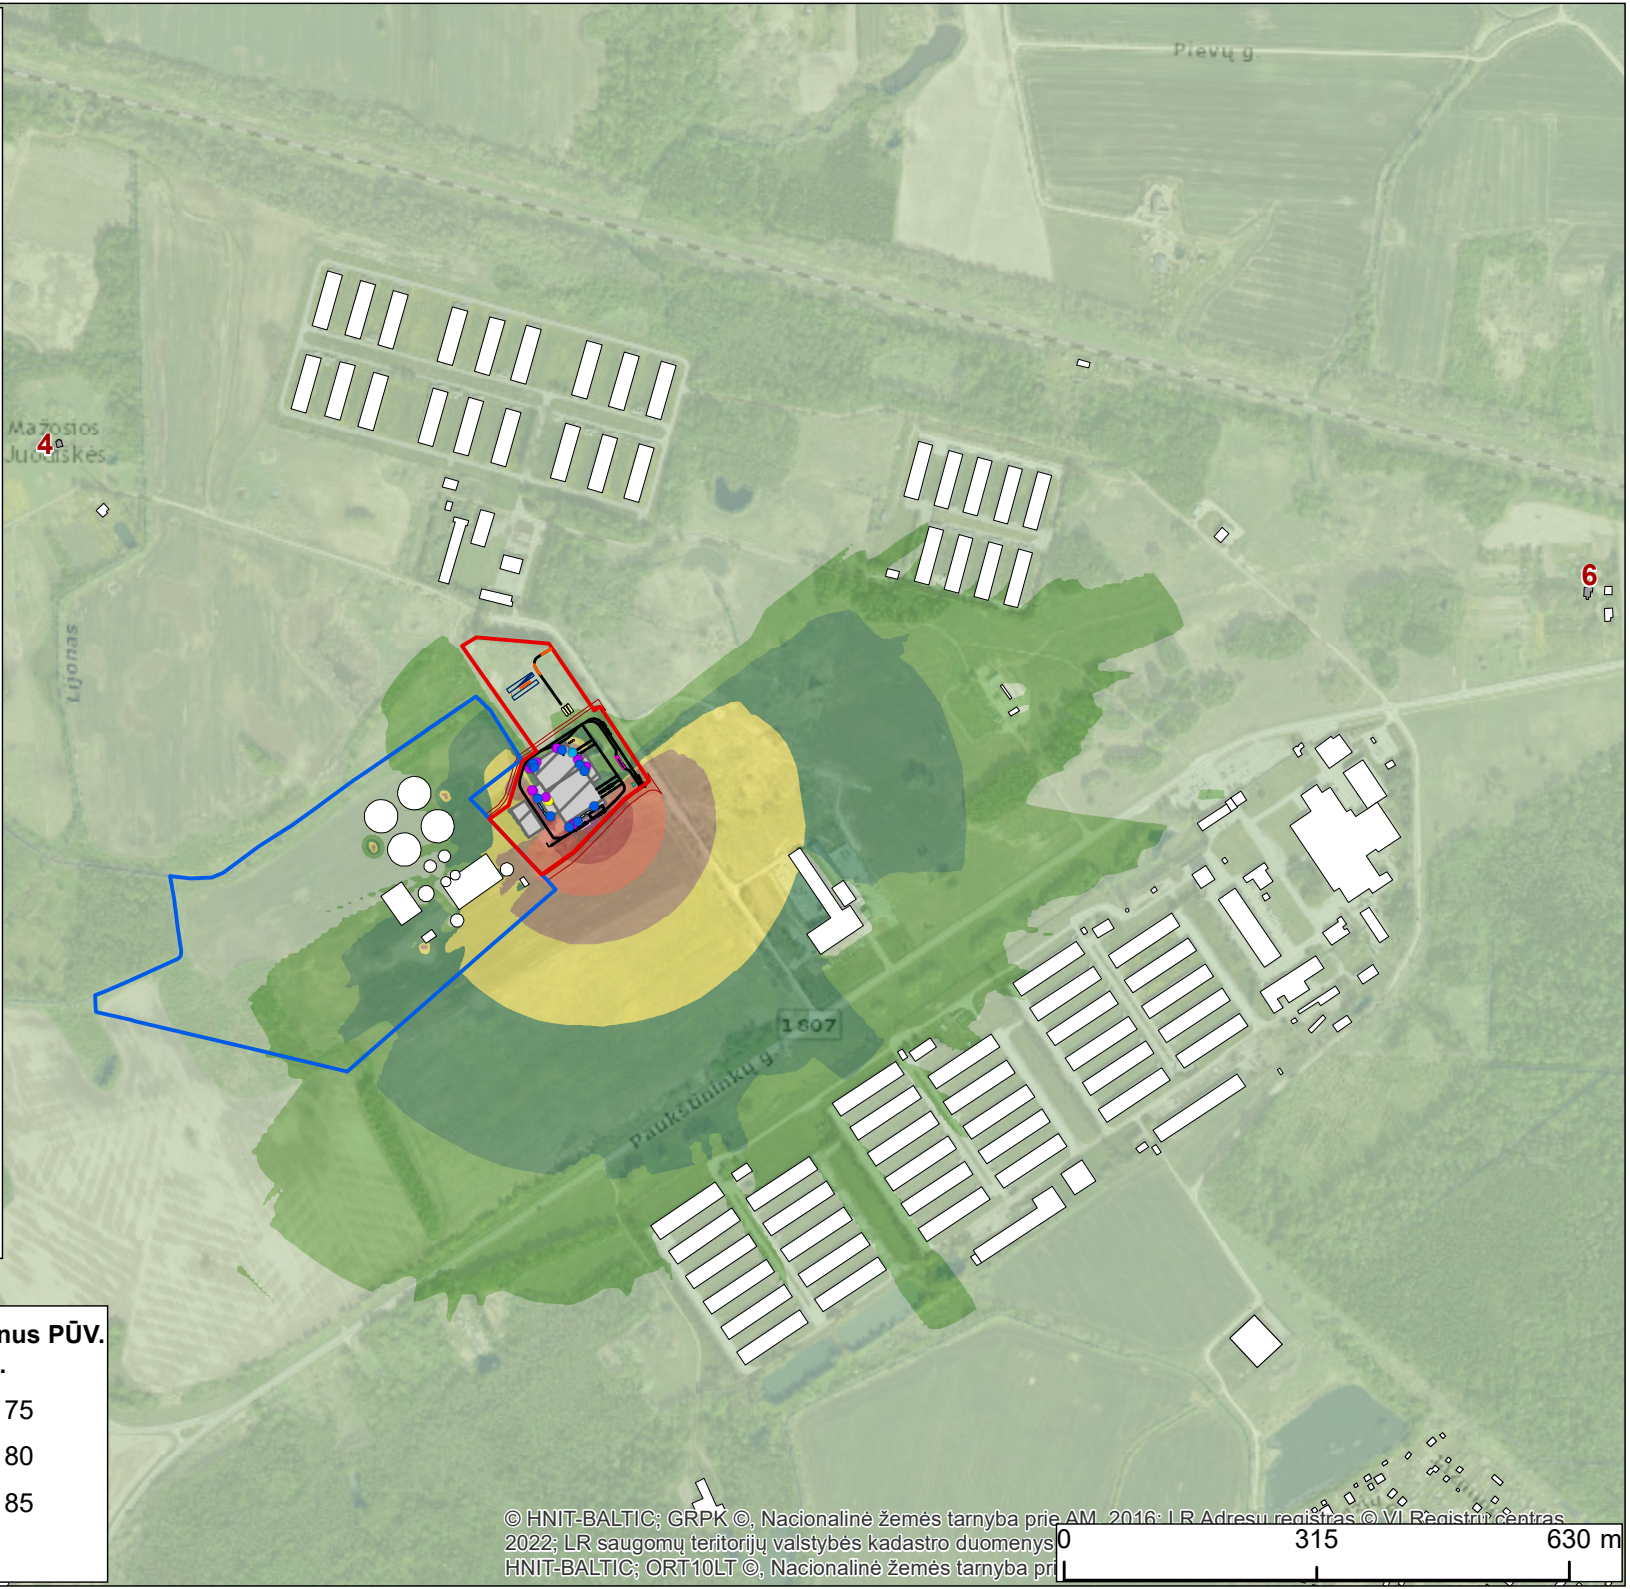 Pievų g.
Mažosios
4
Juodiškės
6
Lijonas
1807
Paukštininkų g.
nus PŪV.
.
75
80
85
© HNIT-BALTIC; GRPK ©, Nacionalinė žemės tarnyba prie AM, 2016; LR Adresų registras © VĮ Registrų centras
2022; LR saugomų teritorijų valstybės kadastro duomenys
HNIT-BALTIC; ORT10LT ©, Nacionalinė žemės tarnyba pri
0 315 630 m